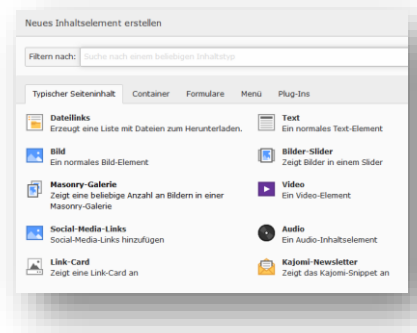 Neues Inhaltselement erstellen
Filtern nach: Suche nach einem beliebigen Inhaltstyp
Typischer Seiteninhalt Container Formulare Menü Plug-Ins
Dateilinks
Erzeugt eine Liste mit Dateien zum Herunterladen.
Text
Ein normales Text-Element
Bild
Ein normales Bild-Element
Bilder-Slider
Zeigt Bilder in einem Slider
Masonry-Galerie
Zeigt eine beliebige Anzahl an Bildern in einer
Masonry-Galerie
Video
Ein Video-Element
Social-Media-Links
Social-Media-Links hinzufügen
Audio
Ein Audio-Inhaltselement
Link-Card
Zeigt eine Link-Card an
Kajomi-Newsletter
Zeigt das Kajomi-Snippet an